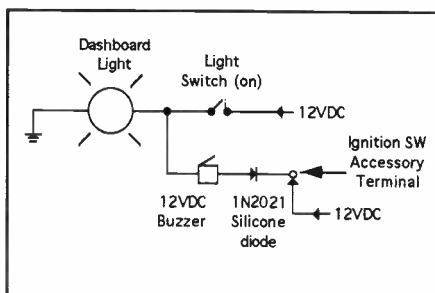 Dashboard
Light
Light
Switch (on)
12VDC
Ignition SW
Accessory
Terminal
12VDC
Buzzer
1N2021
Silicone
diode
12VDC